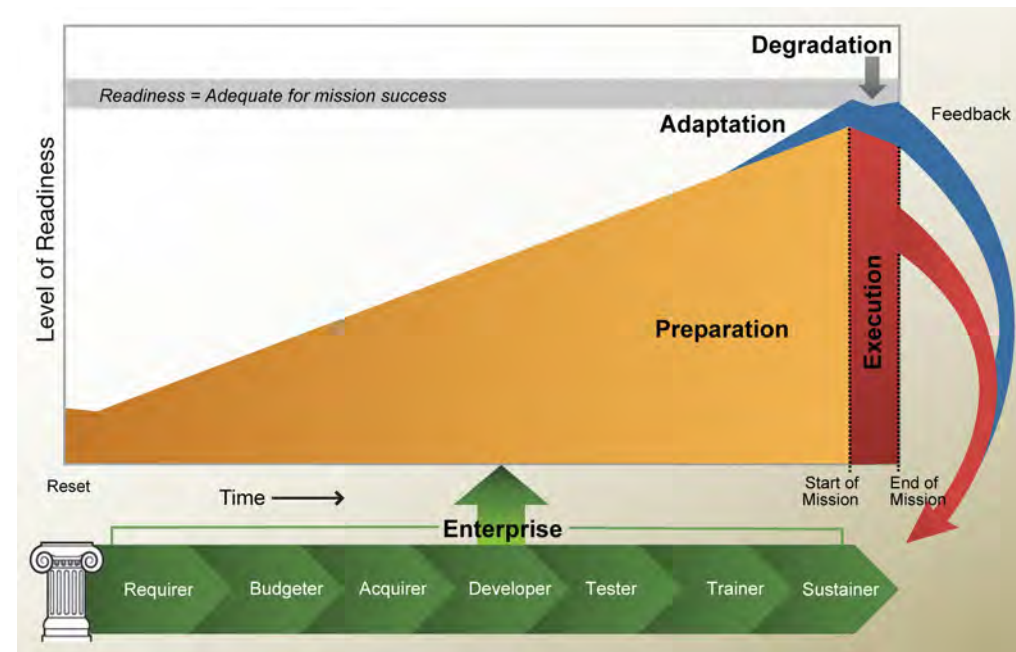 Degradation
Readiness = Adequate for mission success
Adaptation
Feedback
Level of Readiness
Preparation
Execution
Reset
Time
Start of
Mission
End of
Mission
Enterprise
Requirer
Budgeter
Acquirer
Developer
Tester
Trainer
Sustainer